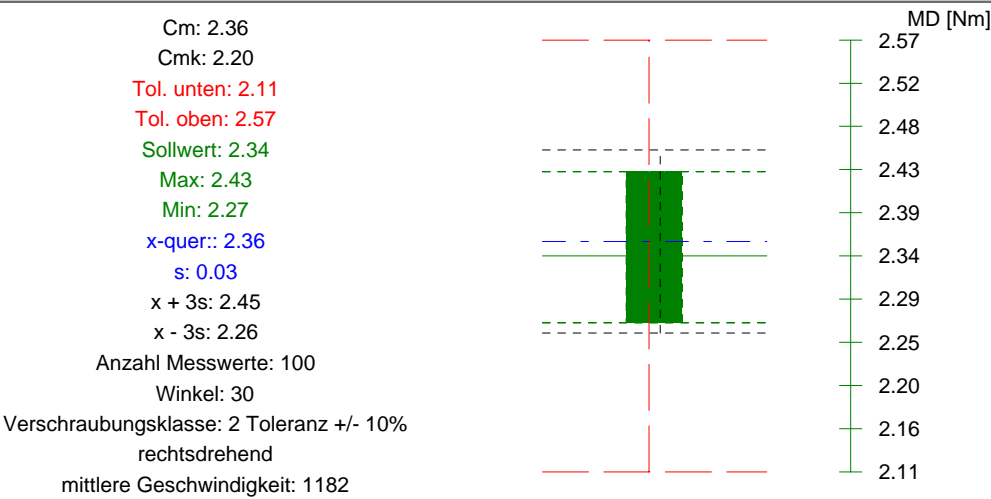 Cm: 2.36
Cmk: 2.20
Tol. unten: 2.11
Tol. oben: 2.57
Sollwert: 2.34
Max: 2.43
Min: 2.27
x-quer:: 2.36
s: 0.03
x + 3s: 2.45
x - 3s: 2.26
Anzahl Messwerte: 100
Winkel: 30
Verschraubungsklasse: 2 Toleranz +/- 10%
rechtsdrehend
mittlere Geschwindigkeit: 1182
MD [Nm]
2.57
2.52
2.48
2.43
2.39
2.34
2.29
2.25
2.20
2.16
2.11